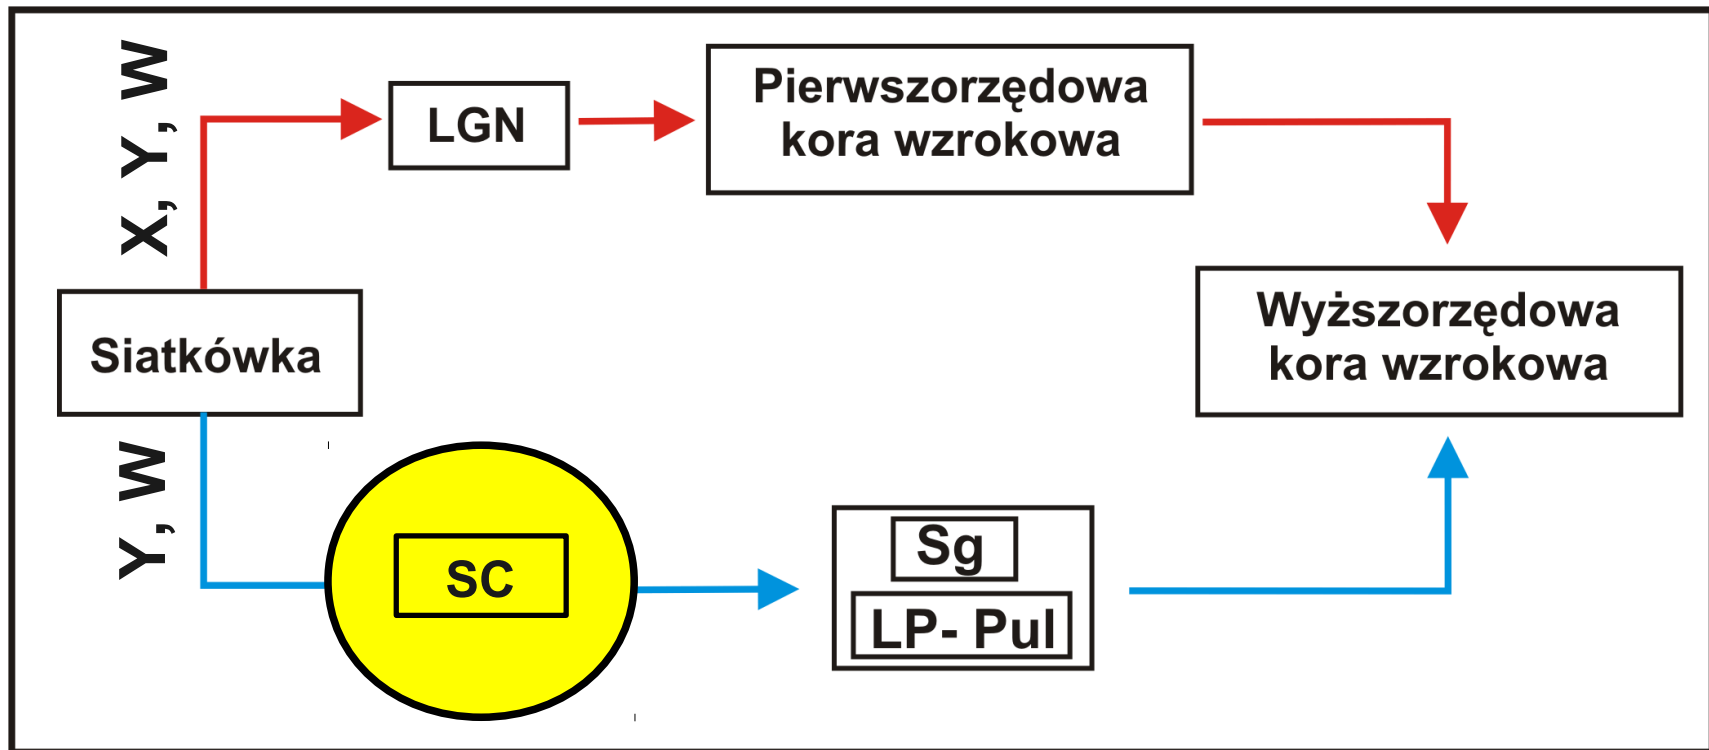 X, Y, W
LGN
Pierwszorzędowa
kora wzrokowa
Siatkówka
Wyższorzędowa
kora wzrokowa
Y, W
SC
Sg
LP- Pul